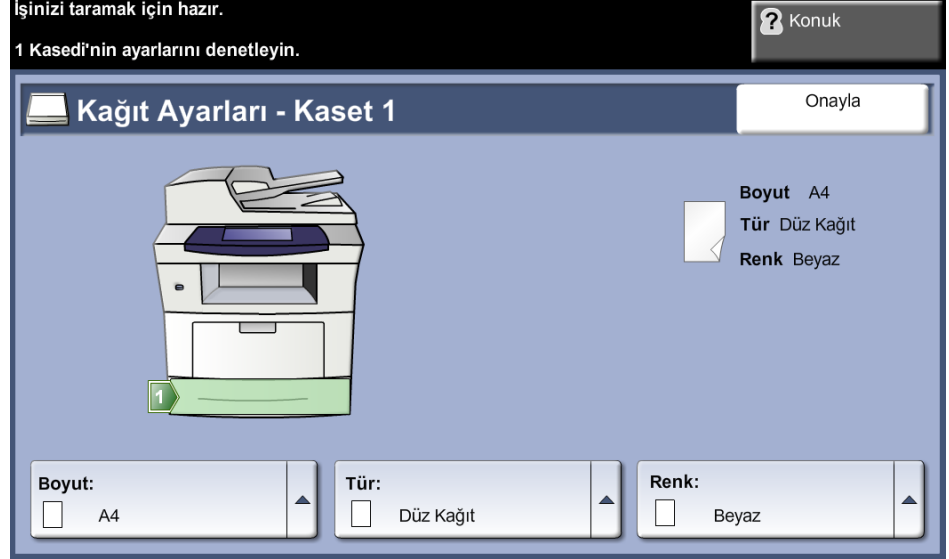 İşinizi taramak için hazır.
Konuk
1 Kasedi'nin ayarlarını denetleyin.
Kağıt Ayarları - Kaset 1
Onayla
Boyut A4
Tür Düz Kağıt
Renk Beyaz
1
Boyut:
A4
Tür:
Düz Kağıt
Renk:
Beyaz